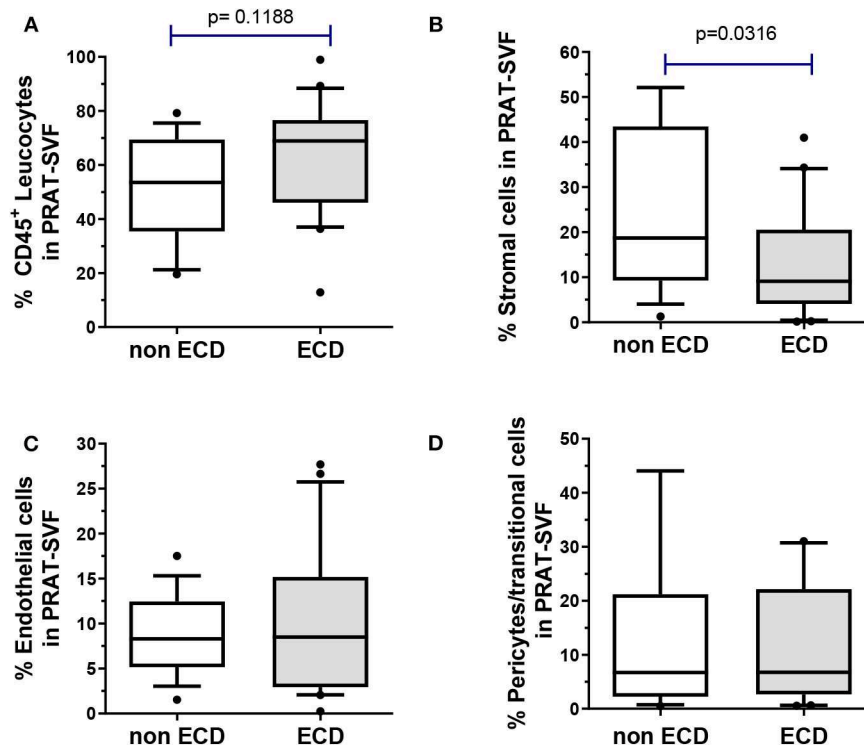 A
p= 0.1188
% CD45+ Leucocytes
in PRAT-SVF
100
80
60
40
20
0
non ECD
ECD
B
p=0.0316
% Stromal cells in PRAT-SVF
60
50
40
30
20
10
0
non ECD
ECD
C
% Endothelial cells
in PRAT-SVF
30
25
20
15
10
5
0
non ECD
ECD
D
% Pericytes/transitional cells
in PRAT-SVF
50
40
30
20
10
0
non ECD
ECD